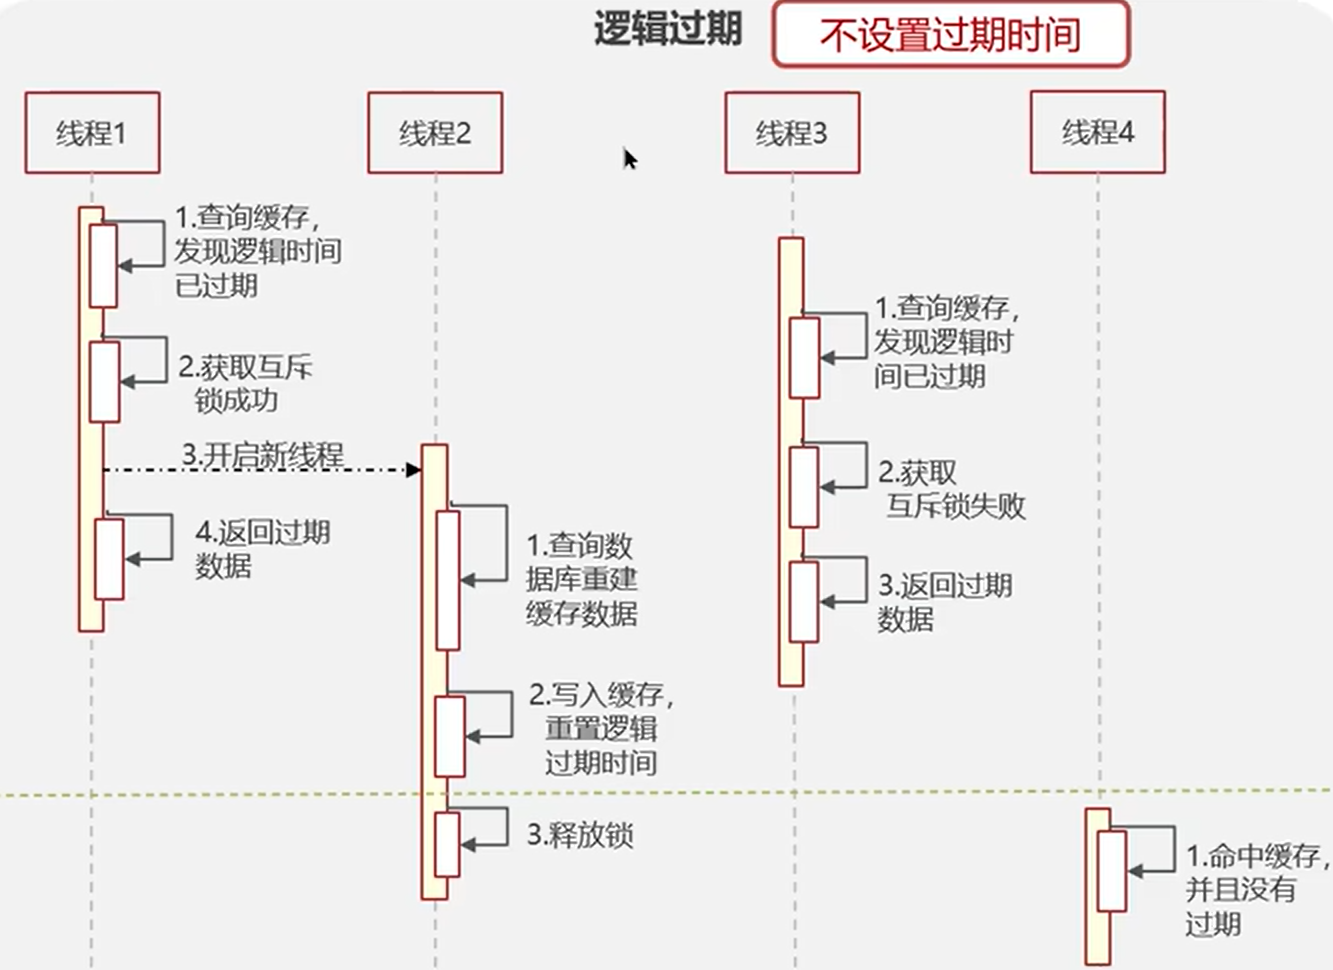 逻辑过期
不设置过期时间
线程1
线程2
线程3
线程4
1.查询缓存，
发现逻辑时间
已过期
2.获取互斥
锁成功
3.开启新线程
4.返回过期
数据
1.查询数
据库重建
缓存数据
2.写入缓存，
重置逻辑
过期时间
3.释放锁
1.查询缓存，
发现逻辑时
间已过期
2.获取
互斥锁失败
3.返回过期
数据
1.命中缓存，
并且没有
过期